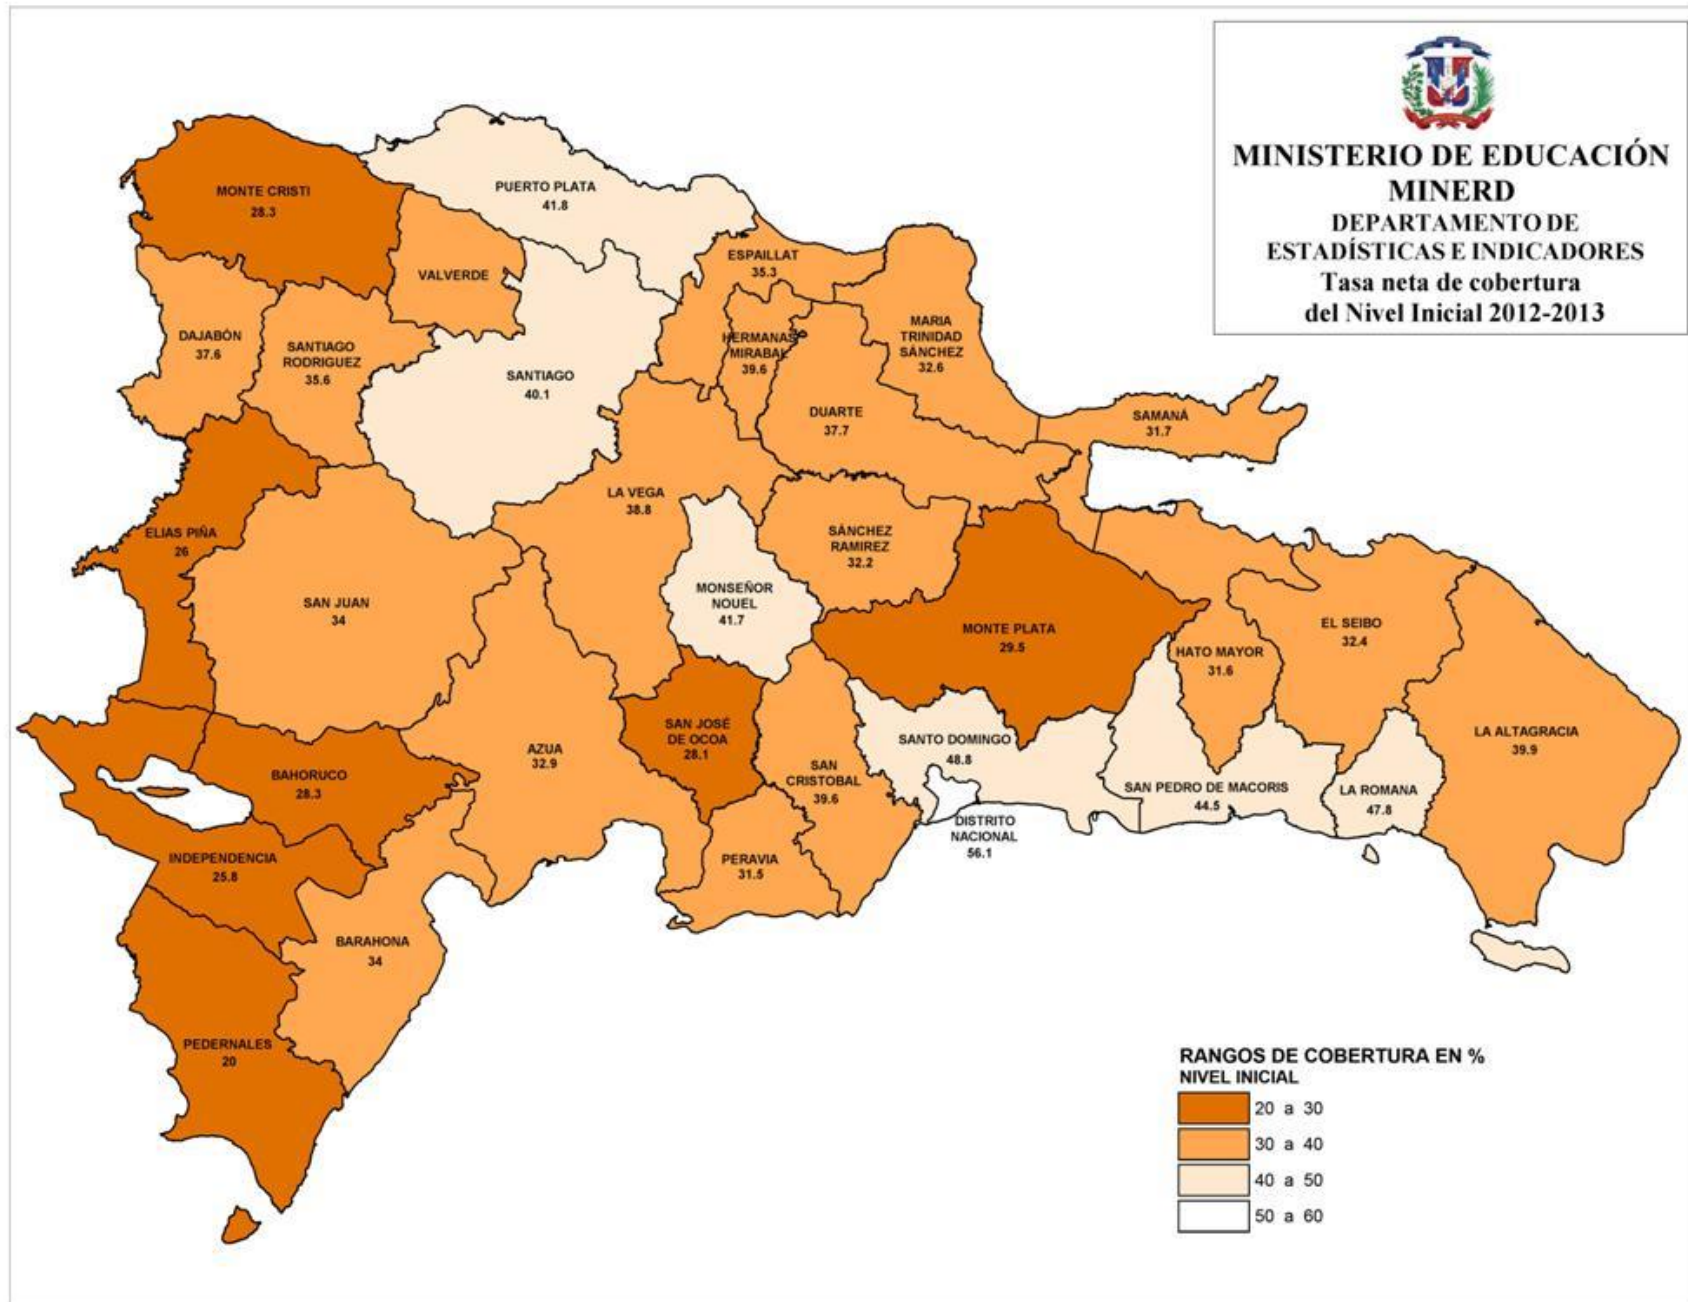 MINISTERIO DE EDUCACIÓN
MINERD
DEPARTAMENTO DE
ESTADÍSTICAS E INDICADORES
Tasa neta de cobertura
del Nivel Inicial 2012-2013
MONTE CRISTI
28.3
PUERTO PLATA
41.8
VALVERDE
ESPAILLAT
35.3
DAJABÓN
37.6
SANTIAGO
RODRIGUEZ
35.6
SANTIAGO
40.1
HERMANAS
MIRABAL
39.6
MARIA
TRINIDAD
SÁNCHEZ
32.6
DUARTE
37.7
SAMANÁ
31.7
ELIAS PIÑA
26
LA VEGA
38.8
SÁNCHEZ
RAMIREZ
32.2
SAN JUAN
34
MONSEÑOR
NOUEL
41.7
MONTE PLATA
29.5
HATO MAYOR
31.6
EL SEIBO
32.4
LA ALTAGRACIA
39.9
SAN JOSÉ
DE OCOA
28.1
AZUA
32.9
BAHORUCO
28.3
SAN
CRISTOBAL
39.6
SANTO DOMINGO
48.8
SAN PEDRO DE MACORIS
44.5
LA ROMANA
47.8
DISTRITO
NACIONAL
56.1
INDEPENDENCIA
25.8
PERAVIA
31.5
BARAHONA
34
PEDERNALES
20
RANGOS DE COBERTURA EN %
NIVEL INICIAL
20 a 30
30 a 40
40 a 50
50 a 60